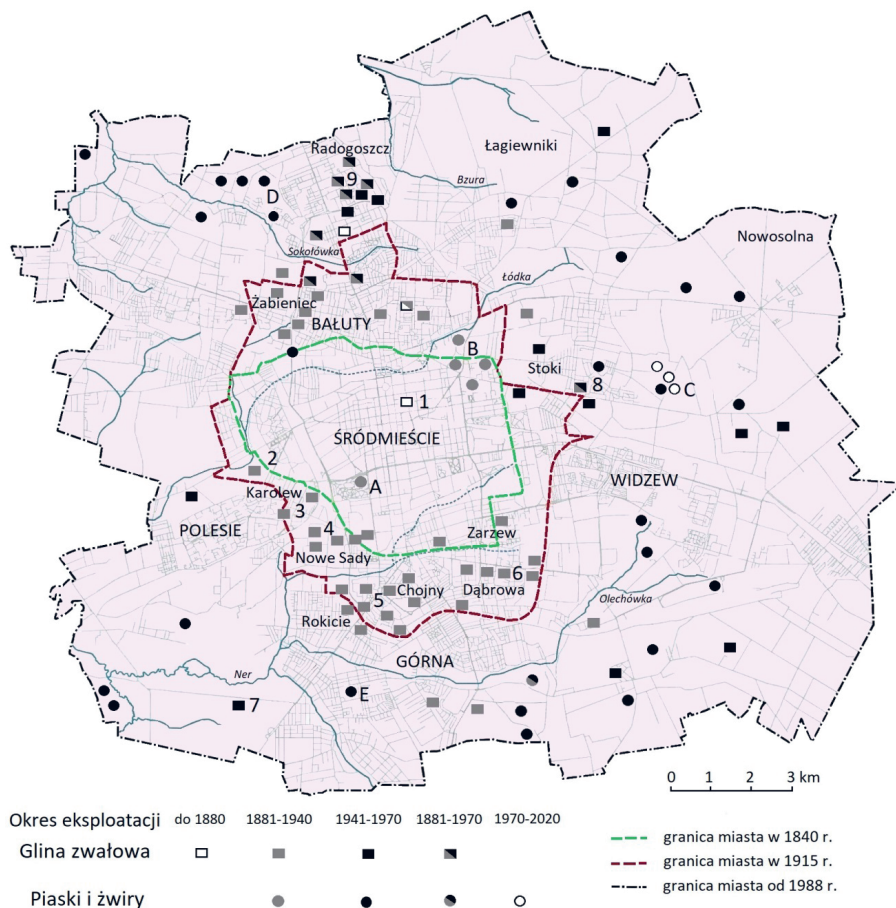 Radogoszcz
Łagiewniki
9
Bzura
D
Nowosolna
Sokołówka
Łódka
Żabieniec
BAŁUTY
B
Stoki
8
C
1
ŚRÓDMIEŚCIE
2
WIDZEW
A
Karolew
3
POLESIE
4
Zarzew
Nowe Sady
6
Chojny
Dąbrowa
5
Olechówka
Rokicie
GÓRNA
Ner
E
7
0 1 2 3 km
Okres eksploatacji do 1880 1881-1940 1941-1970 1881-1970 1970-2020
Glina zwałowa
Piaski i żwiry
granica miasta w 1840 r.
granica miasta w 1915 r.
granica miasta od 1988 r.